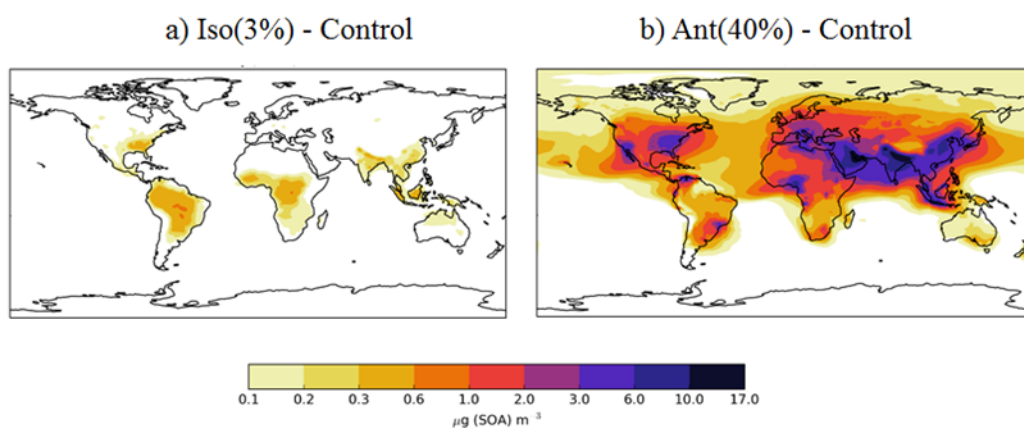 a) Iso(3%) - Control
b) Ant(40%) - Control
0.1 0.2 0.3 0.6 1.0 2.0 3.0 6.0 10.0 17.0
μg (SOA) m⁻³